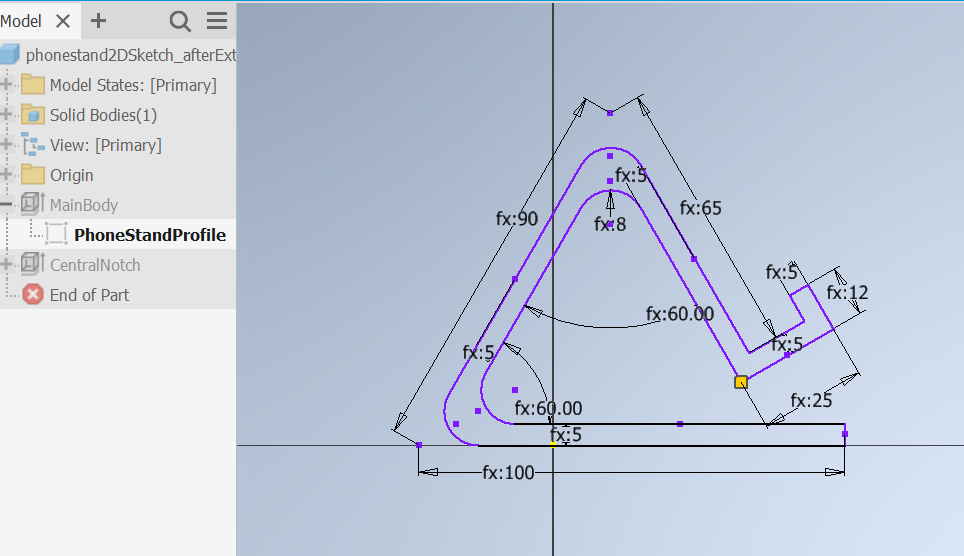 Model
phonestand2DSketch_afterExt
Model States: [Primary]
Solid Bodies(1)
View: [Primary]
Origin
MainBody
PhoneStandProfile
CentralNotch
End of Part
fx:5
fx:90
fx:65
fx:8
fx:5
fx:12
fx:60.00
fx:5
fx:5
fx:25
fx:60.00
fx:5
fx:100